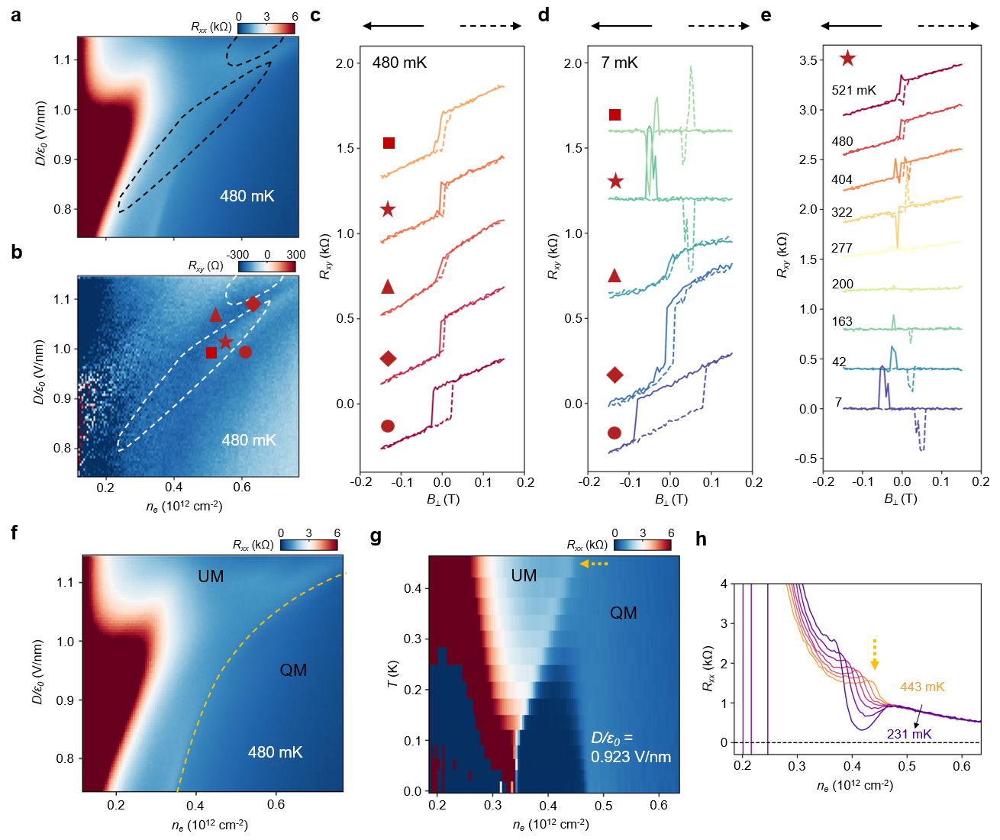 a
Rxx (kΩ)
0 3 6
D/ε0 (V/nm)
1.1
1.0
0.9
0.8
480 mK
b
Rxy (Ω)
-300 0 300
D/ε0 (V/nm)
1.1
1.0
0.9
0.8
480 mK
0.2 0.4 0.6
ne (10¹² cm⁻²)
c
480 mK
Rxy (kΩ)
2.0
1.5
1.0
0.5
0.0
-0.2 -0.1 0.0 0.1 0.2
B⊥ (T)
d
7 mK
Rxy (kΩ)
2.0
1.5
1.0
0.5
0.0
-0.2 -0.1 0.0 0.1 0.2
B⊥ (T)
e
Rxy (kΩ)
3.5
3.0
2.5
2.0
1.5
1.0
0.5
0.0
-0.5
521 mK
480
404
322
277
200
163
42
7
-0.2 -0.1 0.0 0.1 0.2
B⊥ (T)
f
Rxx (kΩ)
0 3 6
D/ε0 (V/nm)
1.1
1.0
0.9
0.8
UM
QM
480 mK
0.2 0.4 0.6
ne (10¹² cm⁻²)
g
Rxx (kΩ)
0 3 6
T (K)
0.4
0.3
0.2
0.1
0.0
UM
QM
D/ε0 =
0.923 V/nm
0.2 0.3 0.4 0.5 0.6
ne (10¹² cm⁻²)
h
Rxx (kΩ)
4
3
2
1
0
443 mK
231 mK
0.2 0.3 0.4 0.5 0.6
ne (10¹² cm⁻²)